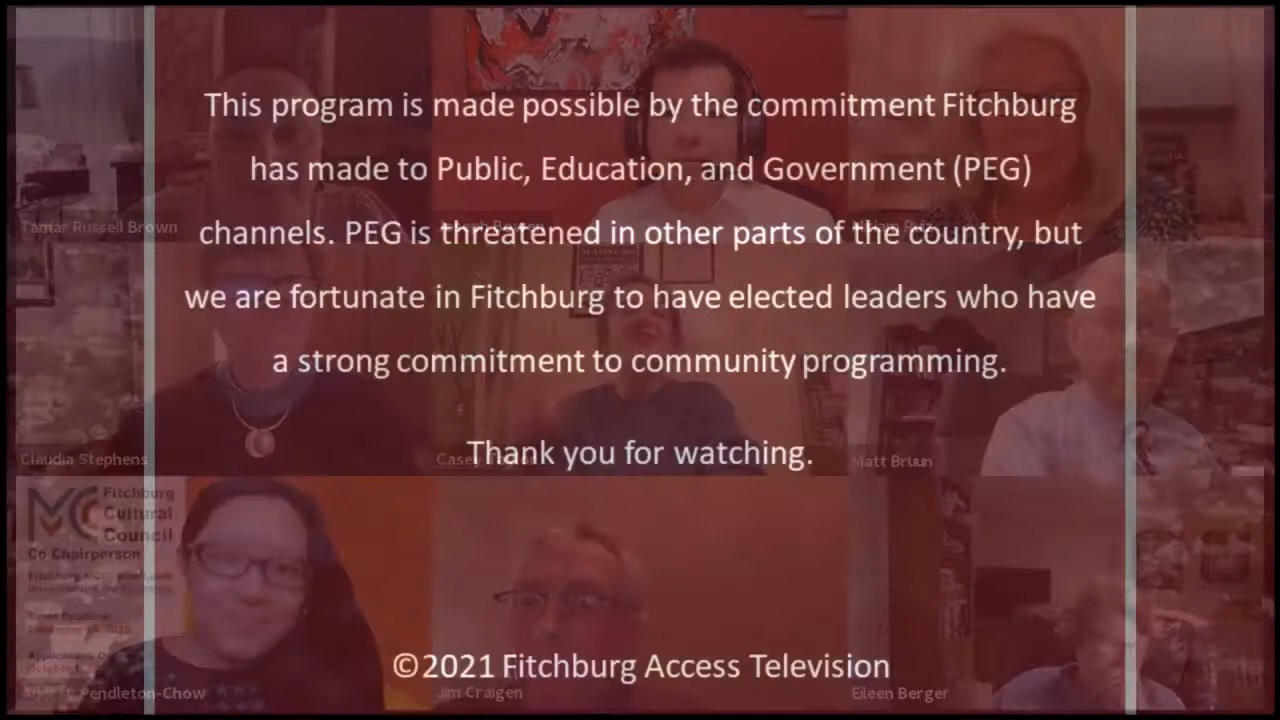 This program is made possible by the commitment Fitchburg
has made to Public, Education, and Government (PEG)
channels. PEG is threatened in other parts of the country, but
we are fortunate in Fitchburg to have elected leaders who have
a strong commitment to community programming.
Thank you for watching.
©2021 Fitchburg Access Television
Tamar Russell Brown
Claudia Stephens
Casey
Matt Bruun
Fitchburg
Cultural
Council
Co Chairperson
Pendleton-Chow
Jim Craigen
Eileen Berger